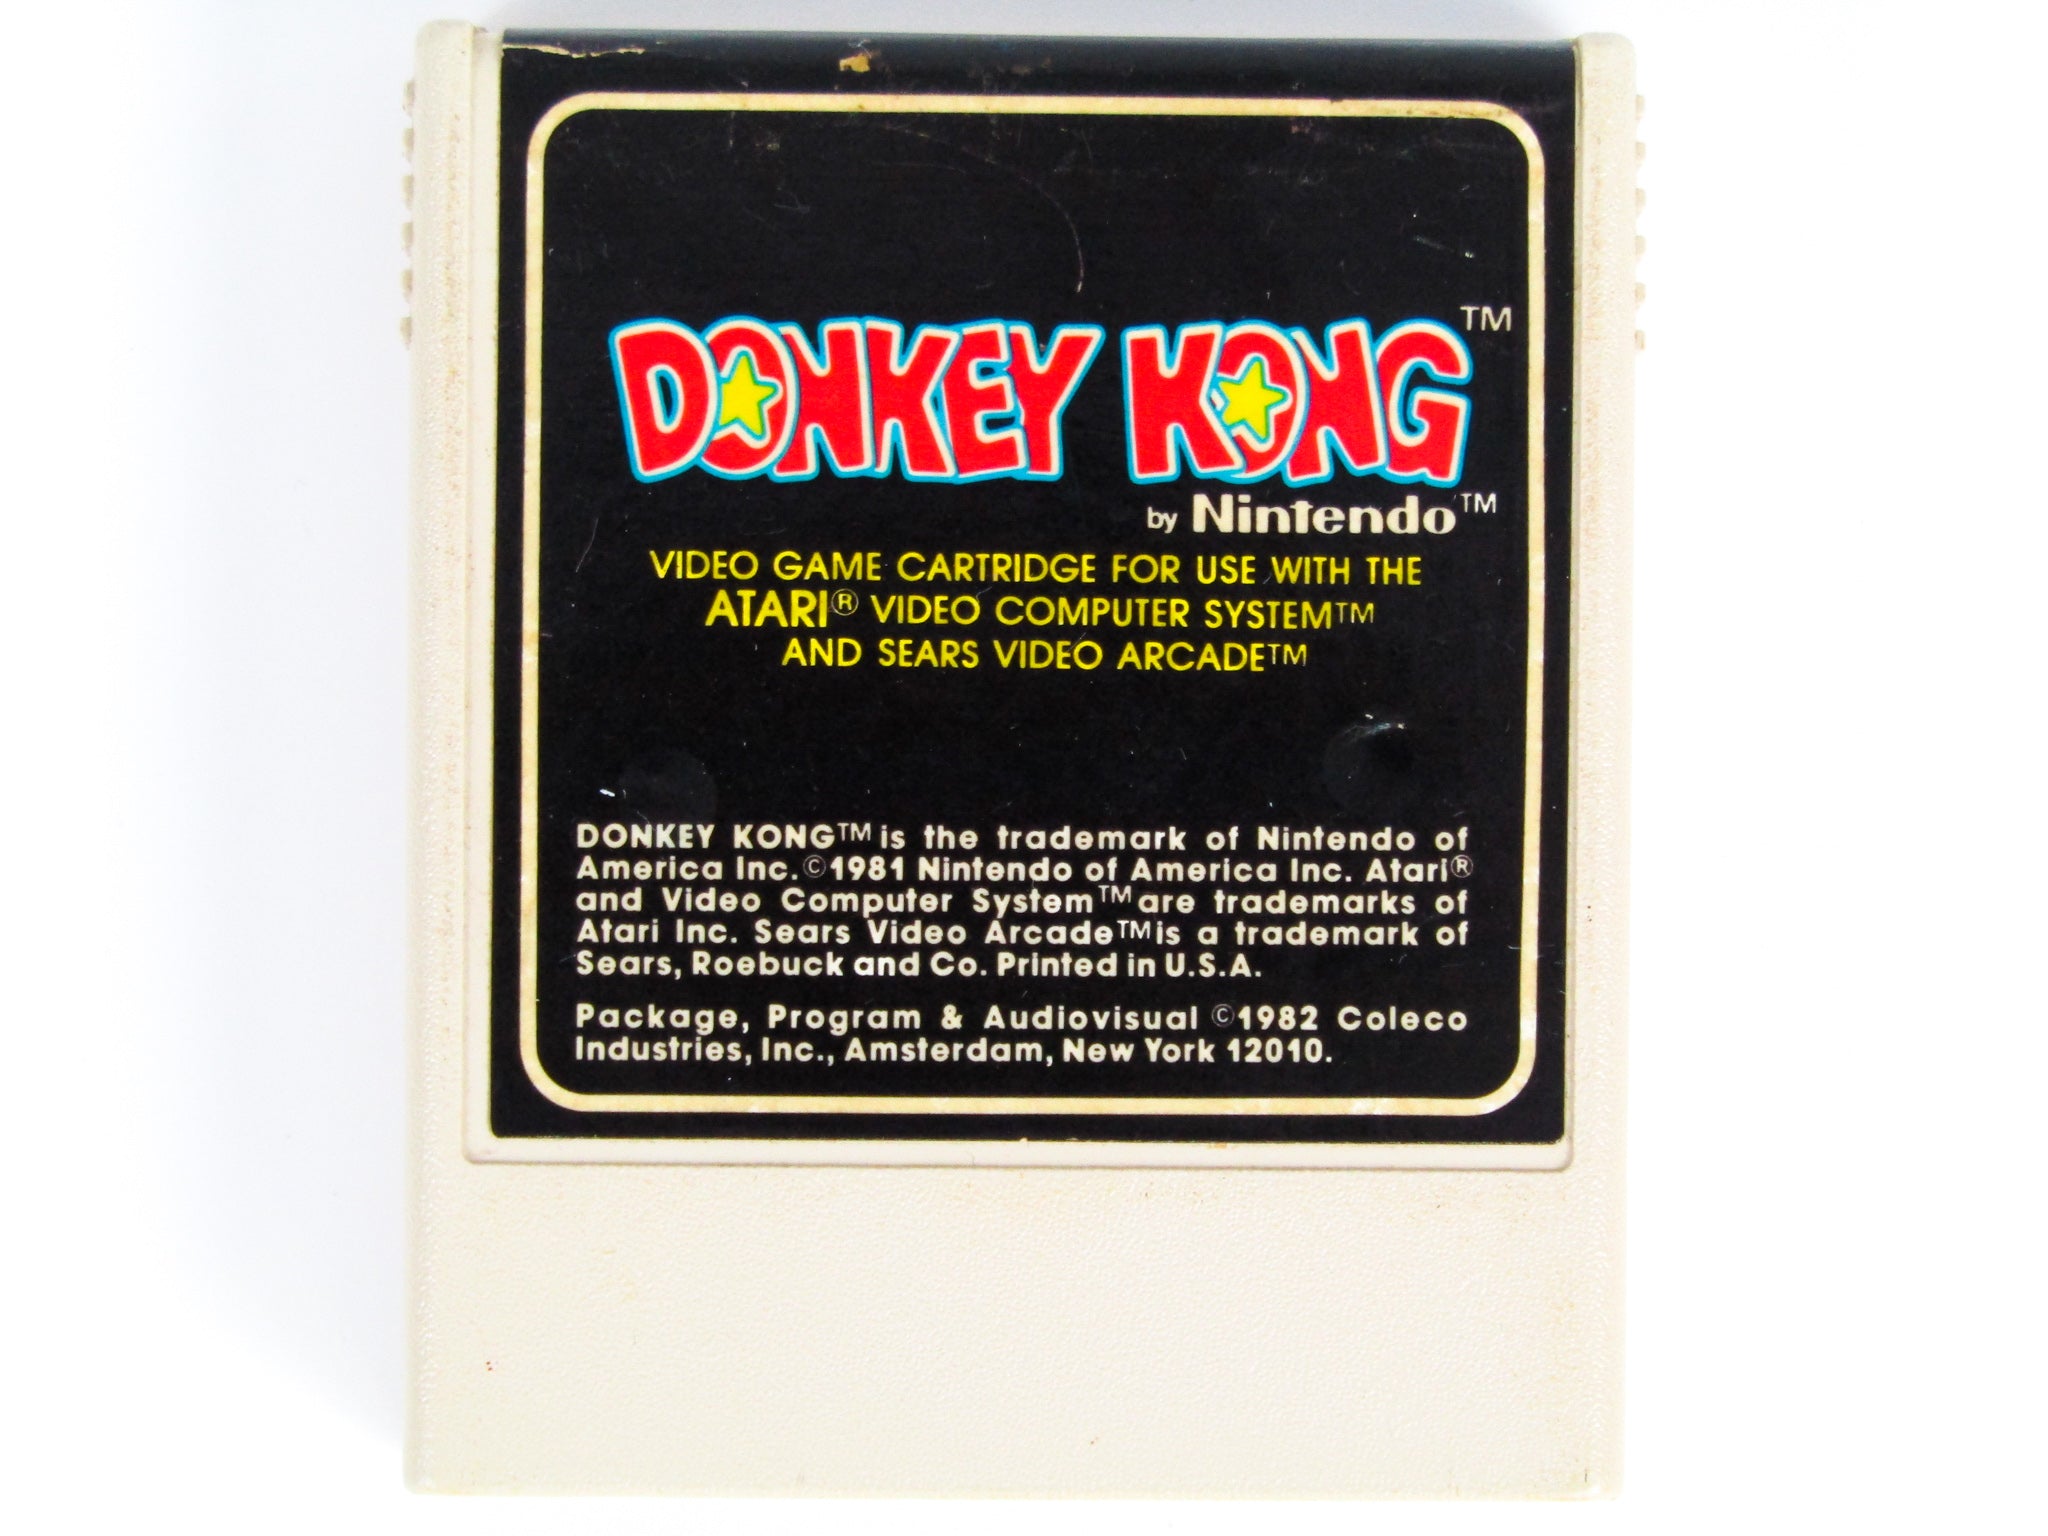 DONKEY KONG™
by Nintendo™
VIDEO GAME CARTRIDGE FOR USE WITH THE
ATARI® VIDEO COMPUTER SYSTEM™
AND SEARS VIDEO ARCADE™
DONKEY KONG™ is the trademark of Nintendo of
America Inc. ©1981 Nintendo of America Inc. Atari®
and Video Computer System™ are trademarks of
Atari Inc. Sears Video Arcade™ is a trademark of
Sears, Roebuck and Co. Printed in U.S.A.
Package, Program & Audiovisual ©1982 Coleco
Industries, Inc., Amsterdam, New York 12010.